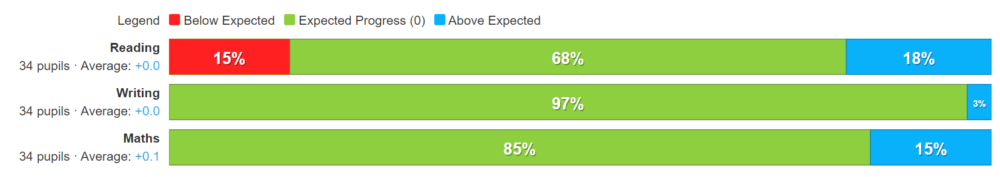 Legend Below Expected Expected Progress (0) Above Expected
Reading
34 pupils · Average: +0.0
15% 68% 18%
Writing
34 pupils · Average: +0.0
97% 3%
Maths
34 pupils · Average: +0.1
85% 15%